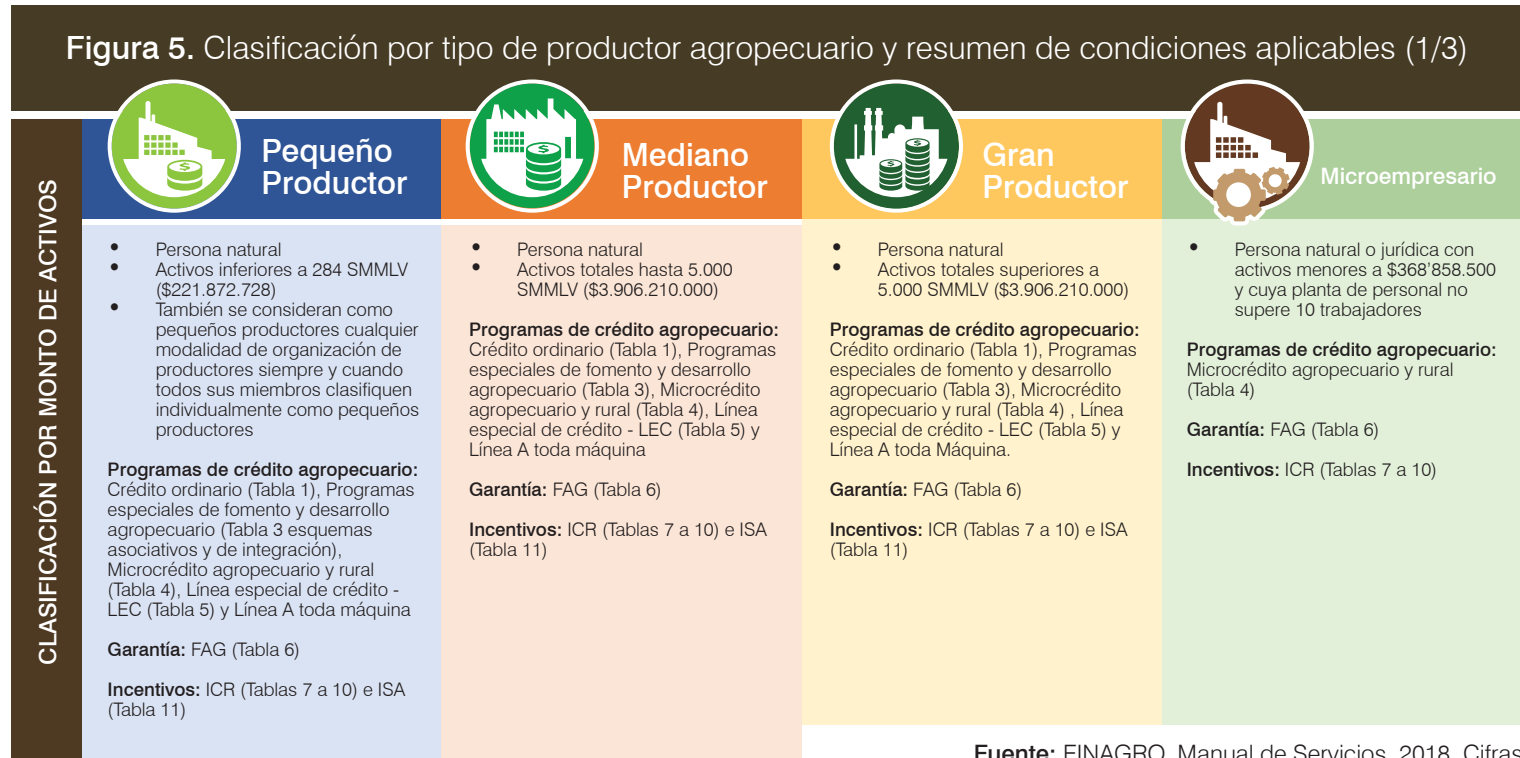 Figura 5. Clasificación por tipo de productor agropecuario y resumen de condiciones aplicables (1/3)
CLASIFICACIÓN POR MONTO DE ACTIVOS
Pequeño
Productor
• Persona natural
• Activos inferiores a 284 SMMLV
($221.872.728)
• También se consideran como
pequeños productores cualquier
modalidad de organización de
productores siempre y cuando
todos sus miembros clasifiquen
individualmente como pequeños
productores
Programas de crédito agropecuario:
Crédito ordinario (Tabla 1), Programas
especiales de fomento y desarrollo
agropecuario (Tabla 3 esquemas
asociativos y de integración),
Microcrédito agropecuario y rural
(Tabla 4), Línea especial de crédito -
LEC (Tabla 5) y Línea A toda máquina
Garantía: FAG (Tabla 6)
Incentivos: ICR (Tablas 7 a 10) e ISA
(Tabla 11)
Mediano
Productor
• Persona natural
• Activos totales hasta 5.000
SMMLV ($3.906.210.000)
Programas de crédito agropecuario:
Crédito ordinario (Tabla 1), Programas
especiales de fomento y desarrollo
agropecuario (Tabla 3), Microcrédito
agropecuario y rural (Tabla 4), Línea
especial de crédito - LEC (Tabla 5) y
Línea A toda máquina
Garantía: FAG (Tabla 6)
Incentivos: ICR (Tablas 7 a 10) e ISA
(Tabla 11)
Gran
Productor
• Persona natural
• Activos totales superiores a
5.000 SMMLV ($3.906.210.000)
Programas de crédito agropecuario:
Crédito ordinario (Tabla 1), Programas
especiales de fomento y desarrollo
agropecuario (Tabla 3), Microcrédito
agropecuario y rural (Tabla 4) , Línea
especial de crédito - LEC (Tabla 5) y
Línea A toda Máquina.
Garantía: FAG (Tabla 6)
Incentivos: ICR (Tablas 7 a 10) e ISA
(Tabla 11)
Microempresario
• Persona natural o jurídica con
activos menores a $368'858.500
y cuya planta de personal no
supere 10 trabajadores
Programas de crédito agropecuario:
Microcrédito agropecuario y rural
(Tabla 4)
Garantía: FAG (Tabla 6)
Incentivos: ICR (Tablas 7 a 10)
Fuente: FINAGRO. Manual de Servicios. 2018. Cifras